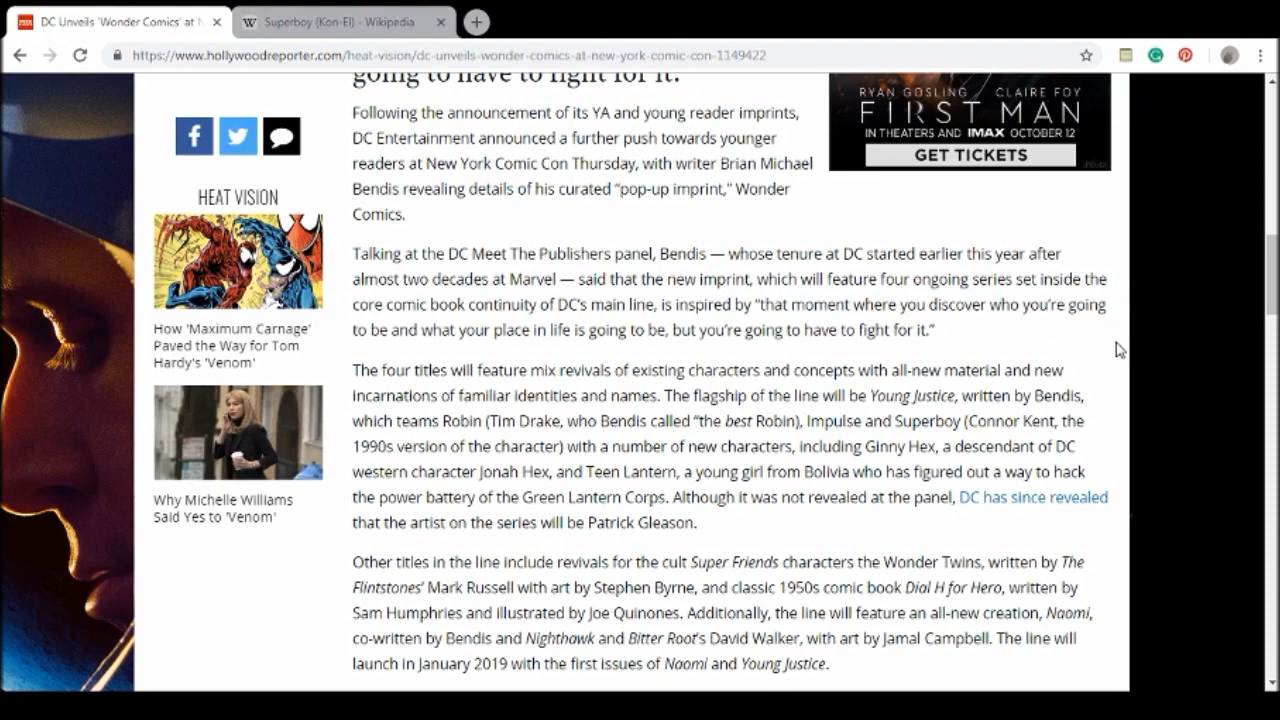 DC Unveils 'Wonder Comics' at N
Superboy (Kon-El) - Wikipedia
https://www.hollywoodreporter.com/heat-vision/dc-unveils-wonder-comics-at-new-york-comic-con-1149422
going to have to fight for it.
Following the announcement of its YA and young reader imprints,
DC Entertainment announced a further push towards younger
readers at New York Comic Con Thursday, with writer Brian Michael
Bendis revealing details of his curated “pop-up imprint,” Wonder
Comics.
RYAN GOSLING CLAIRE FOY
FIRST MAN
IN THEATERS AND IMAX OCTOBER 12
GET TICKETS
HEAT VISION
How 'Maximum Carnage'
Paved the Way for Tom
Hardy's 'Venom'
Why Michelle Williams
Said Yes to 'Venom'
Talking at the DC Meet The Publishers panel, Bendis — whose tenure at DC started earlier this year after
almost two decades at Marvel — said that the new imprint, which will feature four ongoing series set inside the
core comic book continuity of DC’s main line, is inspired by “that moment where you discover who you’re going
to be and what your place in life is going to be, but you’re going to have to fight for it.”
The four titles will feature mix revivals of existing characters and concepts with all-new material and new
incarnations of familiar identities and names. The flagship of the line will be Young Justice, written by Bendis,
which teams Robin (Tim Drake, who Bendis called “the best Robin), Impulse and Superboy (Connor Kent, the
1990s version of the character) with a number of new characters, including Ginny Hex, a descendant of DC
western character Jonah Hex, and Teen Lantern, a young girl from Bolivia who has figured out a way to hack
the power battery of the Green Lantern Corps. Although it was not revealed at the panel, DC has since revealed
that the artist on the series will be Patrick Gleason.
Other titles in the line include revivals for the cult Super Friends characters the Wonder Twins, written by The
Flintstones’ Mark Russell with art by Stephen Byrne, and classic 1950s comic book Dial H for Hero, written by
Sam Humphries and illustrated by Joe Quinones. Additionally, the line will feature an all-new creation, Naomi,
co-written by Bendis and Nighthawk and Bitter Root’s David Walker, with art by Jamal Campbell. The line will
launch in January 2019 with the first issues of Naomi and Young Justice.